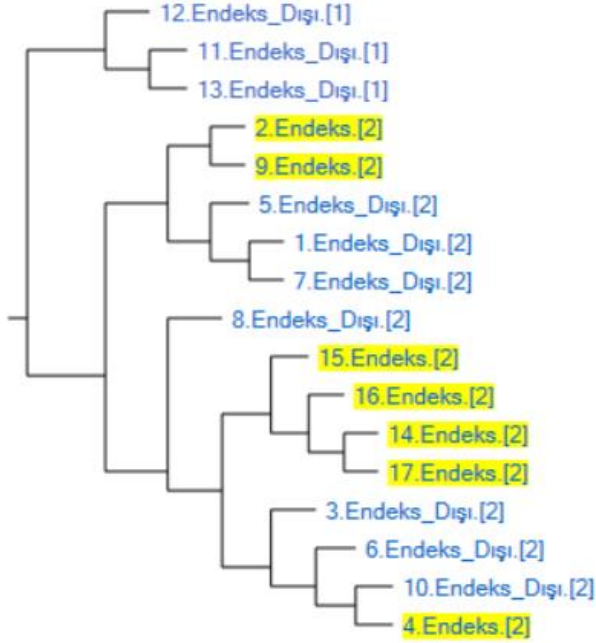 12.Endeks_Dışı.[1]
11.Endeks_Dışı.[1]
13.Endeks_Dışı.[1]
2.Endeks.[2]
9.Endeks.[2]
5.Endeks_Dışı.[2]
1.Endeks_Dışı.[2]
7.Endeks_Dışı.[2]
8.Endeks_Dışı.[2]
15.Endeks.[2]
16.Endeks.[2]
14.Endeks.[2]
17.Endeks.[2]
3.Endeks_Dışı.[2]
6.Endeks_Dışı.[2]
10.Endeks_Dışı.[2]
4.Endeks.[2]